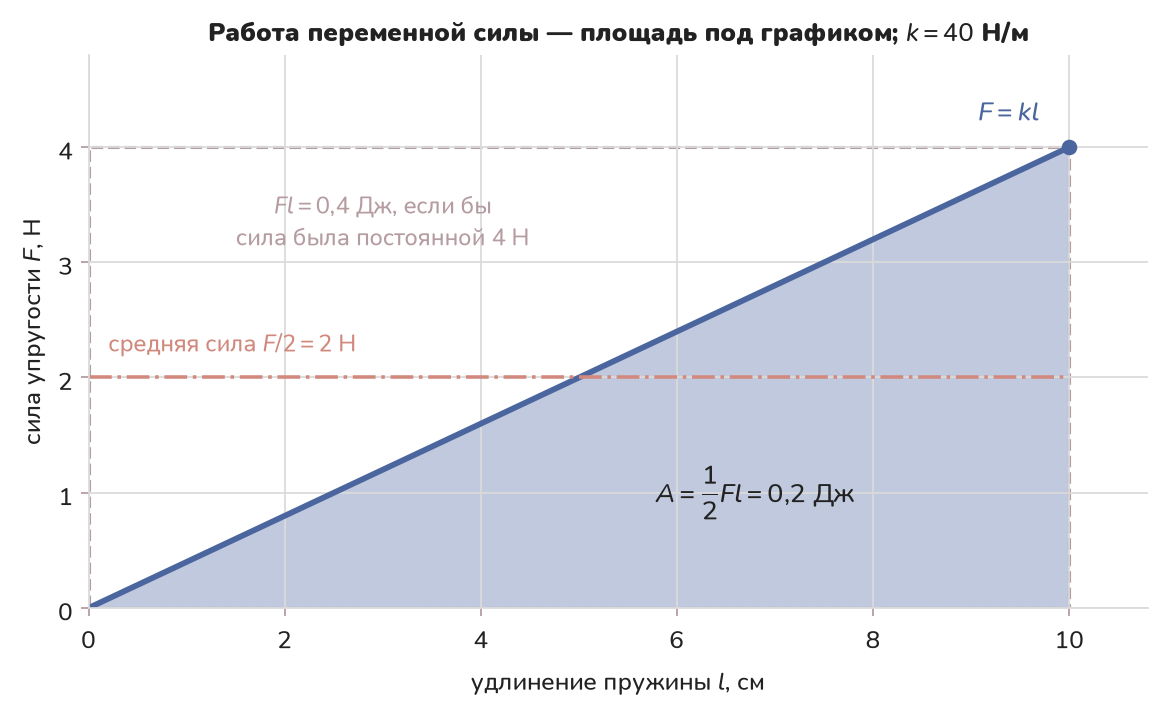 Работа переменной силы — площадь под графиком; k = 40 Н/м
F = kl
4
Fl = 0,4 Дж, если бы
сила была постоянной 4 Н
3
средняя сила F/2 = 2 Н
2
A = 1/2 Fl = 0,2 Дж
1
0
0 2 4 6 8 10
удлинение пружины l, см
сила упругости F, Н